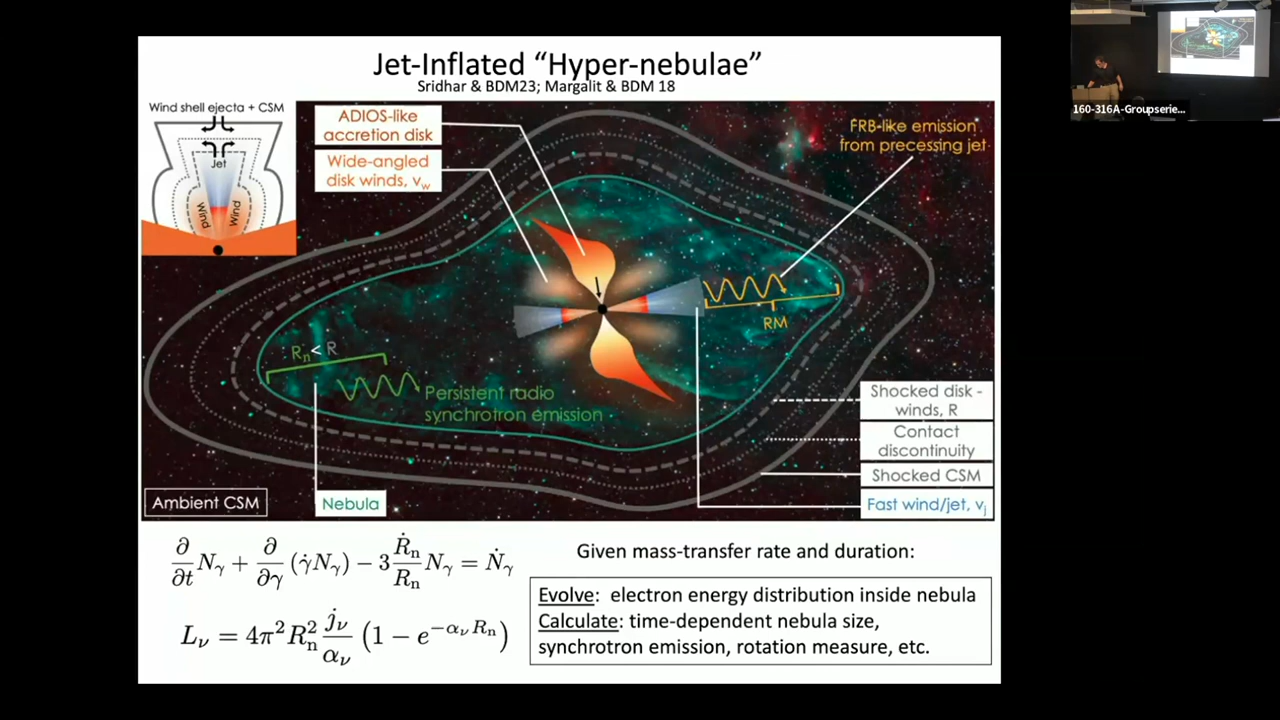 Jet-Inflated “Hyper-nebulae”
Sridhar & BDM23; Margalit & BDM 18
Wind shell ejecta + CSM
Jet
Wind
Wind
ADIOS-like
accretion disk
Wide-angled
disk winds, v_w
FRB-like emission
from precessing jet
RM
R_n < R
Persistent radio
synchrotron emission
Shocked disk -
winds, R
Contact
discontinuity
Shocked CSM
Fast wind/jet, v_j
Ambient CSM
Nebula
∂/∂t N_γ + ∂/∂γ (γ̇N_γ) − 3 Ṙ_n/R_n N_γ = Ṅ_γ
L_ν = 4π²R_n² j_ν/α_ν (1 − e^{−α_ν R_n})
Given mass-transfer rate and duration:
Evolve: electron energy distribution inside nebula
Calculate: time-dependent nebula size,
synchrotron emission, rotation measure, etc.
160-316A-Groupserie...